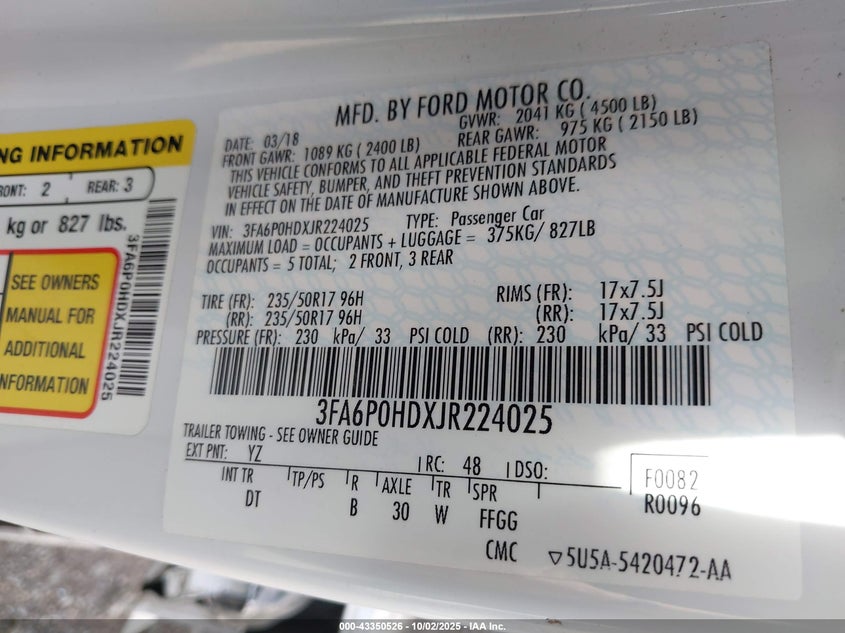 NG INFORMATION
RONT: 2 REAR: 3
kg or 827 lbs.
SEE OWNERS
MANUAL FOR
ADDITIONAL
INFORMATION
3FA6P0HDXJR224025
MFD. BY FORD MOTOR CO.
DATE: 03/18 GVWR: 2041 KG ( 4500 LB)
FRONT GAWR: 1089 KG ( 2400 LB) REAR GAWR: 975 KG ( 2150 LB)
THIS VEHICLE CONFORMS TO ALL APPLICABLE FEDERAL MOTOR
VEHICLE SAFETY, BUMPER, AND THEFT PREVENTION STANDARDS
IN EFFECT ON THE DATE OF MANUFACTURE SHOWN ABOVE.
VIN: 3FA6P0HDXJR224025 TYPE: Passenger Car
MAXIMUM LOAD = OCCUPANTS + LUGGAGE = 375KG/ 827LB
OCCUPANTS = 5 TOTAL; 2 FRONT, 3 REAR
TIRE (FR): 235/50R17 96H RIMS (FR): 17x7.5J
(RR): 235/50R17 96H (RR): 17x7.5J
PRESSURE (FR): 230 kPa/ 33 PSI COLD (RR): 230 kPa/ 33 PSI COLD
3FA6P0HDXJR224025
TRAILER TOWING - SEE OWNER GUIDE
EXT PNT: YZ RC: 48 DSO: F0082
INT TR TP/PS R AXLE TR SPR R0096
DT B 30 W FFGG
CMC ▽5U5A-5420472-AA
000-43350526 - 10/02/2025 - IAA Inc.